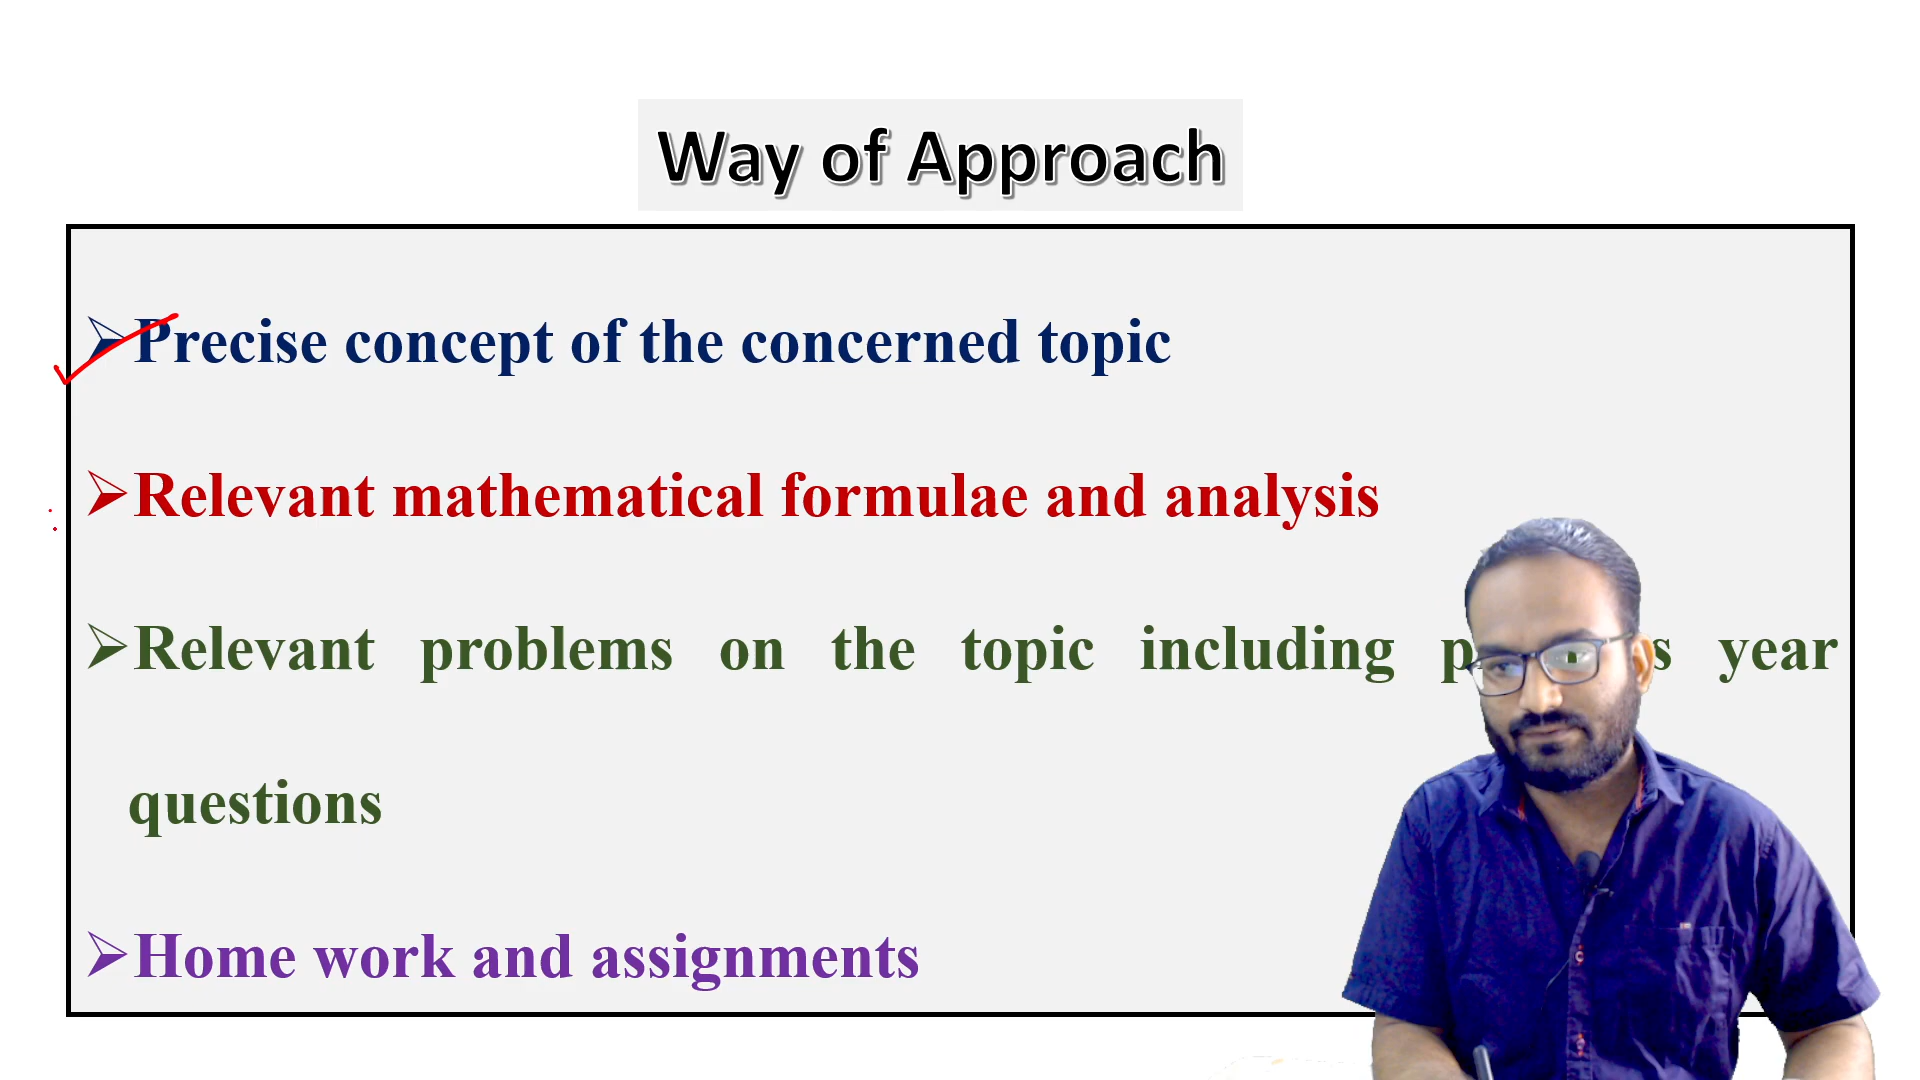 Way of Approach
Precise concept of the concerned topic
Relevant mathematical formulae and analysis
Relevant problems on the topic including year
questions
Home work and assignments